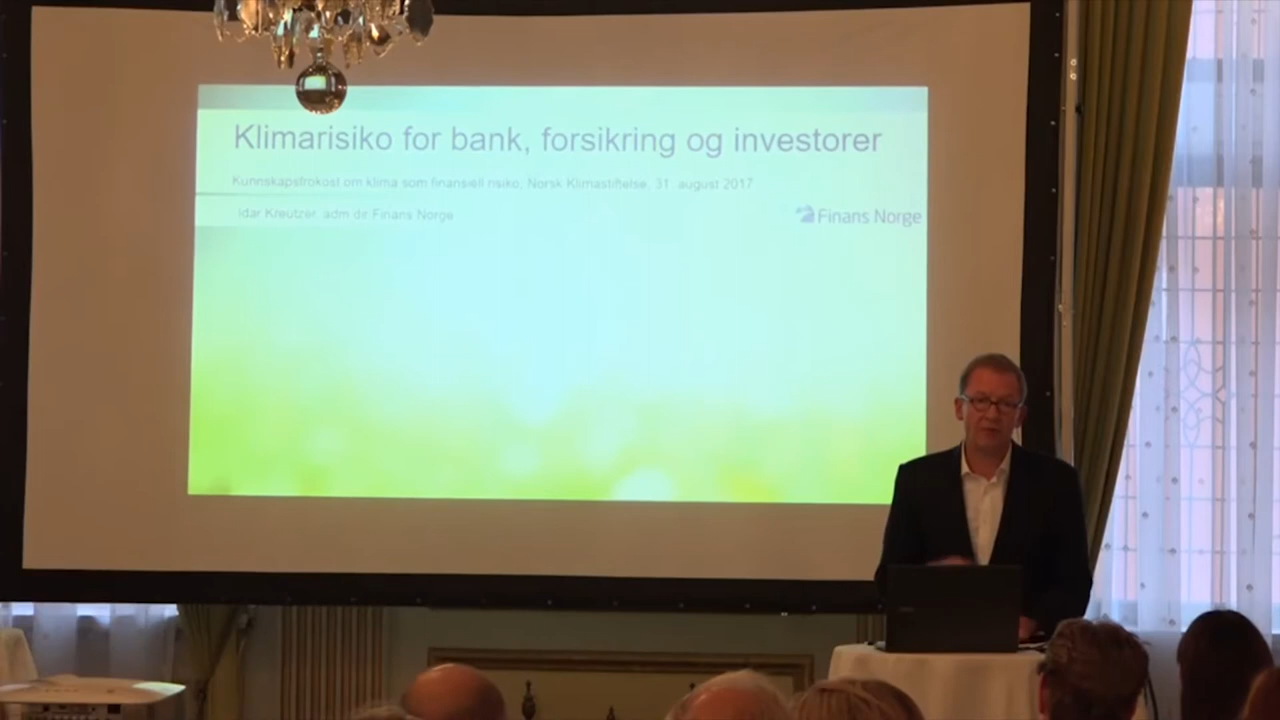 Klimarisiko for bank, forsikring og investorer
Kunnskapsfrokost om klima som finansiell risiko, Norsk Klimastiftelse, 31. august 2017
Idar Kreutzer, adm dir Finans Norge
Finans Norge